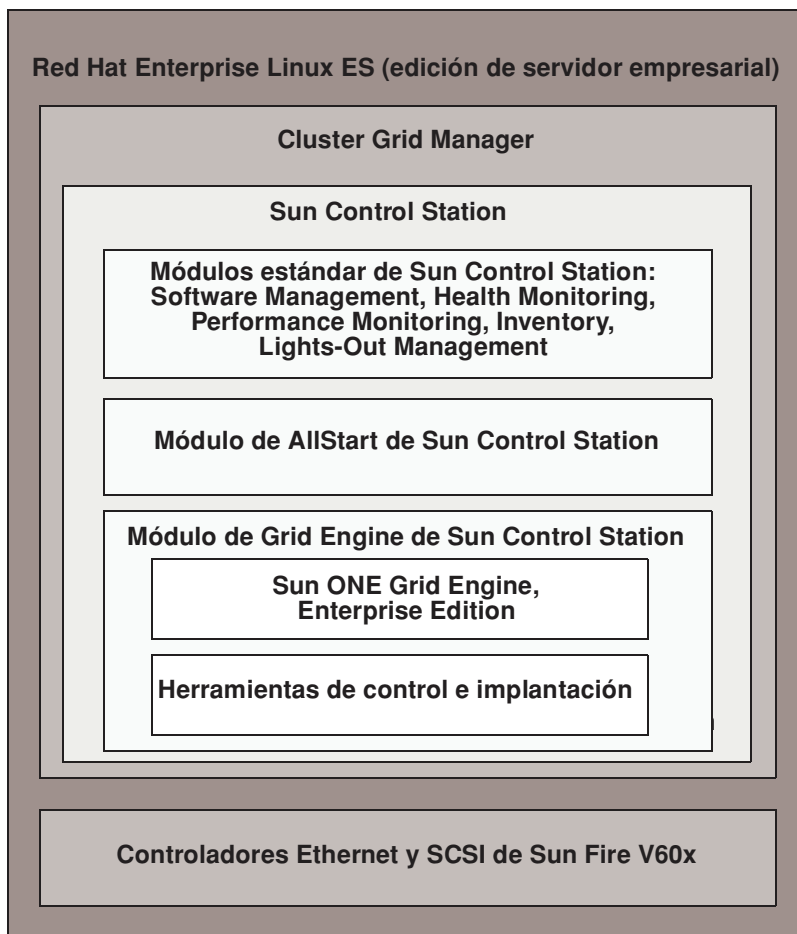 Red Hat Enterprise Linux ES (edición de servidor empresarial)
Cluster Grid Manager
Sun Control Station
Módulos estándar de Sun Control Station:
Software Management, Health Monitoring,
Performance Monitoring, Inventory,
Lights-Out Management
Módulo de AllStart de Sun Control Station
Módulo de Grid Engine de Sun Control Station
Sun ONE Grid Engine,
Enterprise Edition
Herramientas de control e implantación
Controladores Ethernet y SCSI de Sun Fire V60x